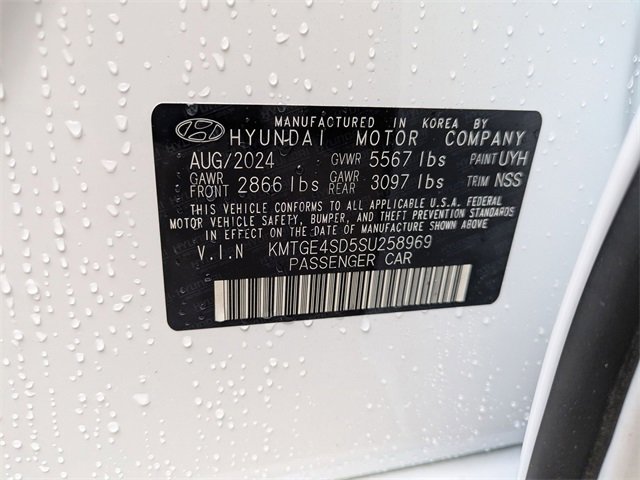 MANUFACTURED IN KOREA BY
HYUNDAI MOTOR COMPANY
AUG/2024 GVWR 5567 lbs PAINT UYH
GAWR FRONT 2866 lbs GAWR REAR 3097 lbs TRIM NSS
THIS VEHICLE CONFORMS TO ALL APPLICABLE U.S.A. FEDERAL
MOTOR VEHICLE SAFETY, BUMPER, AND THEFT PREVENTION STANDARDS
IN EFFECT ON THE DATE OF MANUFACTURE SHOWN ABOVE
V.I.N KMTGE4SD5SU258969
PASSENGER CAR